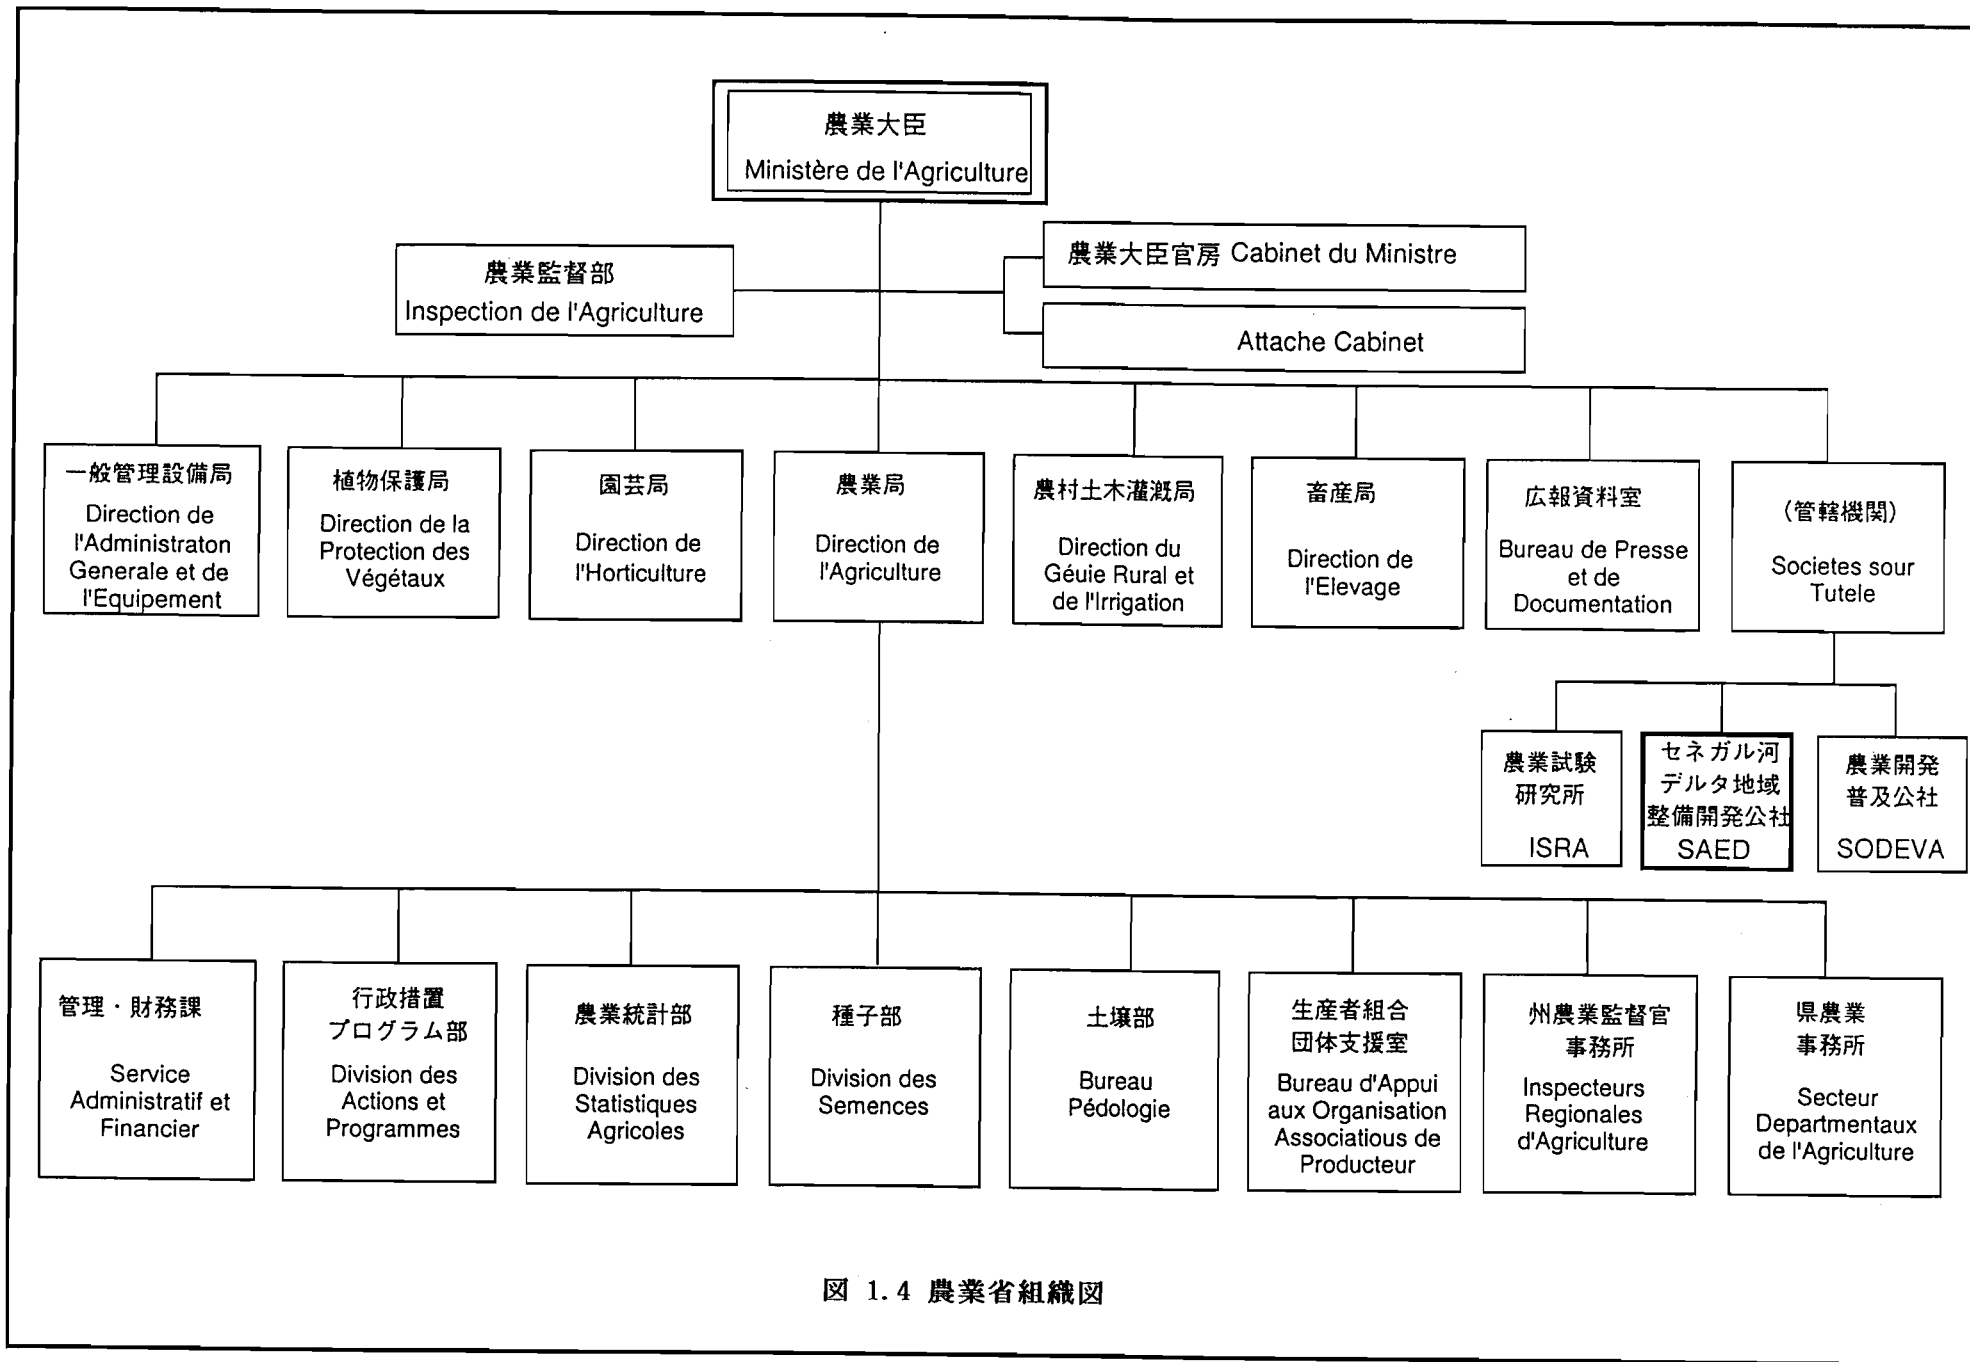 農業大臣
Ministère de l'Agriculture
農業監督部
Inspection de l'Agriculture
農業大臣官房 Cabinet du Ministre
Attache Cabinet
一般管理設備局
Direction de
l'Administraton
Generale et de
l'Equipement
植物保護局
Direction de la
Protection des
Végétaux
園芸局
Direction de
l'Horticulture
農業局
Direction de
l'Agriculture
農村土木灌漑局
Direction du
Géuie Rural et
de l'Irrigation
畜産局
Direction de
l'Elevage
広報資料室
Bureau de Presse
et de
Documentation
(管轄機関)
Societes sour
Tutele
農業試験
研究所
ISRA
セネガル河
デルタ地域
整備開発公社
SAED
農業開発
普及公社
SODEVA
管理・財務課
Service
Administratif et
Financier
行政措置
プログラム部
Division des
Actions et
Programmes
農業統計部
Division des
Statistiques
Agricoles
種子部
Division des
Semences
土壌部
Bureau
Pédologie
生産者組合
団体支援室
Bureau d'Appui
aux Organisation
Associatious de
Producteur
州農業監督官
事務所
Inspecteurs
Regionales
d'Agriculture
県農業
事務所
Secteur
Departmentaux
de l'Agriculture
図 1.4 農業省組織図